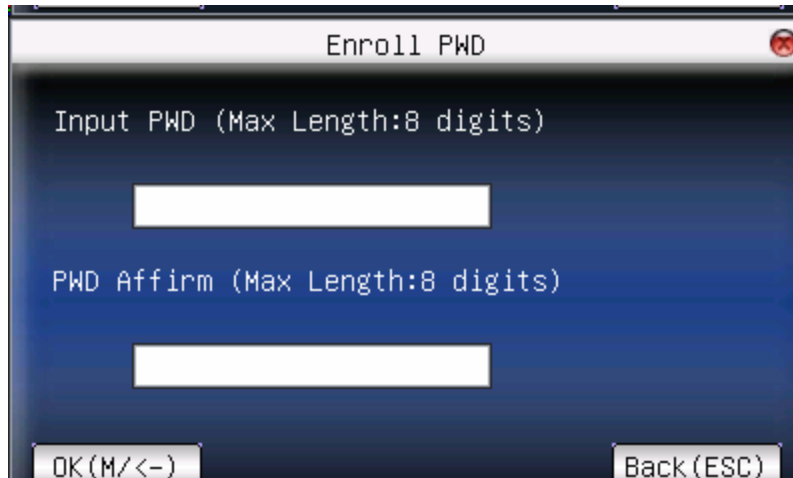 Enroll PWD
Input PWD (Max Length:8 digits)
PWD Affirm (Max Length:8 digits)
OK(M/<-)
Back(ESC)